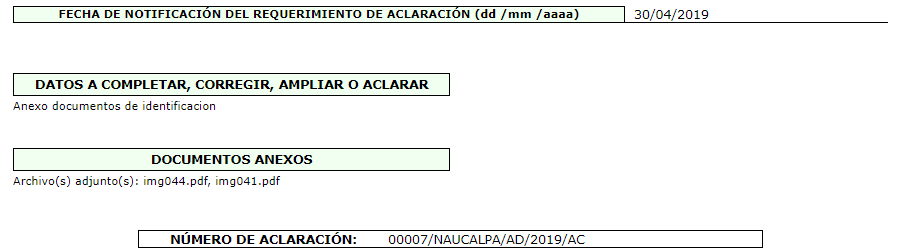 FECHA DE NOTIFICACIÓN DEL REQUERIMIENTO DE ACLARACIÓN (dd /mm /aaaa) 30/04/2019
DATOS A COMPLETAR, CORREGIR, AMPLIAR O ACLARAR
Anexo documentos de identificacion
DOCUMENTOS ANEXOS
Archivo(s) adjunto(s): img044.pdf, img041.pdf
NÚMERO DE ACLARACIÓN: 00007/NAUCALPA/AD/2019/AC